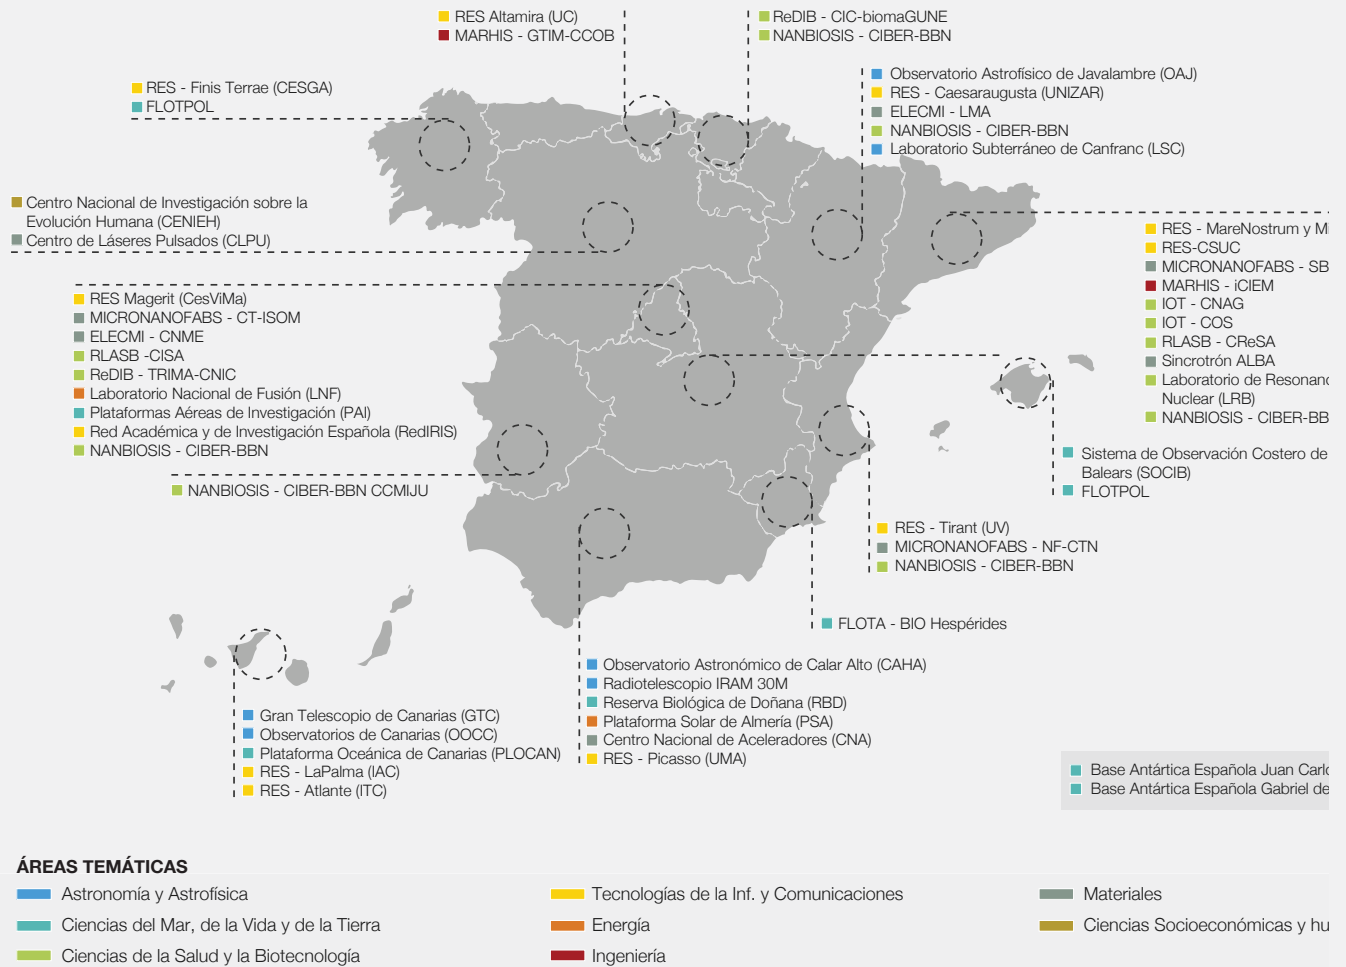 RES Altamira (UC)
MARHIS - GTIM-CCOB
ReDIB - CIC-biomaGUNE
NANBIOSIS - CIBER-BBN
RES - Finis Terrae (CESGA)
FLOTPOL
Observatorio Astrofísico de Javalambre (OAJ)
RES - Caesaraugusta (UNIZAR)
ELECMI - LMA
NANBIOSIS - CIBER-BBN
Laboratorio Subterráneo de Canfranc (LSC)
Centro Nacional de Investigación sobre la
Evolución Humana (CENIEH)
Centro de Láseres Pulsados (CLPU)
RES - MareNostrum y
RES-CSUC
MICRONANOFABS - SB
MARHIS - iCIEM
IOT - CNAG
IOT - COS
RLASB - CReSA
Sincrotrón ALBA
Laboratorio de
Nuclear (LRB)
NANBIOSIS - CIBER-BB
RES Magerit (CesViMa)
MICRONANOFABS - CT-ISOM
ELECMI - CNME
RLASB -CISA
ReDIB - TRIMA-CNIC
Laboratorio Nacional de Fusión (LNF)
Plataformas Aéreas de Investigación (PAI)
Red Académica y de Investigación Española (RedIRIS)
NANBIOSIS - CIBER-BBN
NANBIOSIS - CIBER-BBN CCMIJU
Sistema de Observación Costero de
Balears (SOCIB)
FLOTPOL
RES - Tirant (UV)
MICRONANOFABS - NF-CTN
NANBIOSIS - CIBER-BBN
FLOTA - BIO Hespérides
Observatorio Astronómico de Calar Alto (CAHA)
Radiotelescopio IRAM 30M
Reserva Biológica de Doñana (RBD)
Plataforma Solar de Almería (PSA)
Centro Nacional de Aceleradores (CNA)
RES - Picasso (UMA)
Gran Telescopio de Canarias (GTC)
Observatorios de Canarias (OOCC)
Plataforma Oceánica de Canarias (PLOCAN)
RES - LaPalma (IAC)
RES - Atlante (ITC)
Base Antártica Española Juan
Base Antártica Española Gabriel de
ÁREAS TEMÁTICAS
Astronomía y Astrofísica
Ciencias del Mar, de la Vida y de la Tierra
Ciencias de la Salud y la Biotecnología
Tecnologías de la Inf. y Comunicaciones
Energía
Ingeniería
Materiales
Ciencias Socioeconómicas y hu